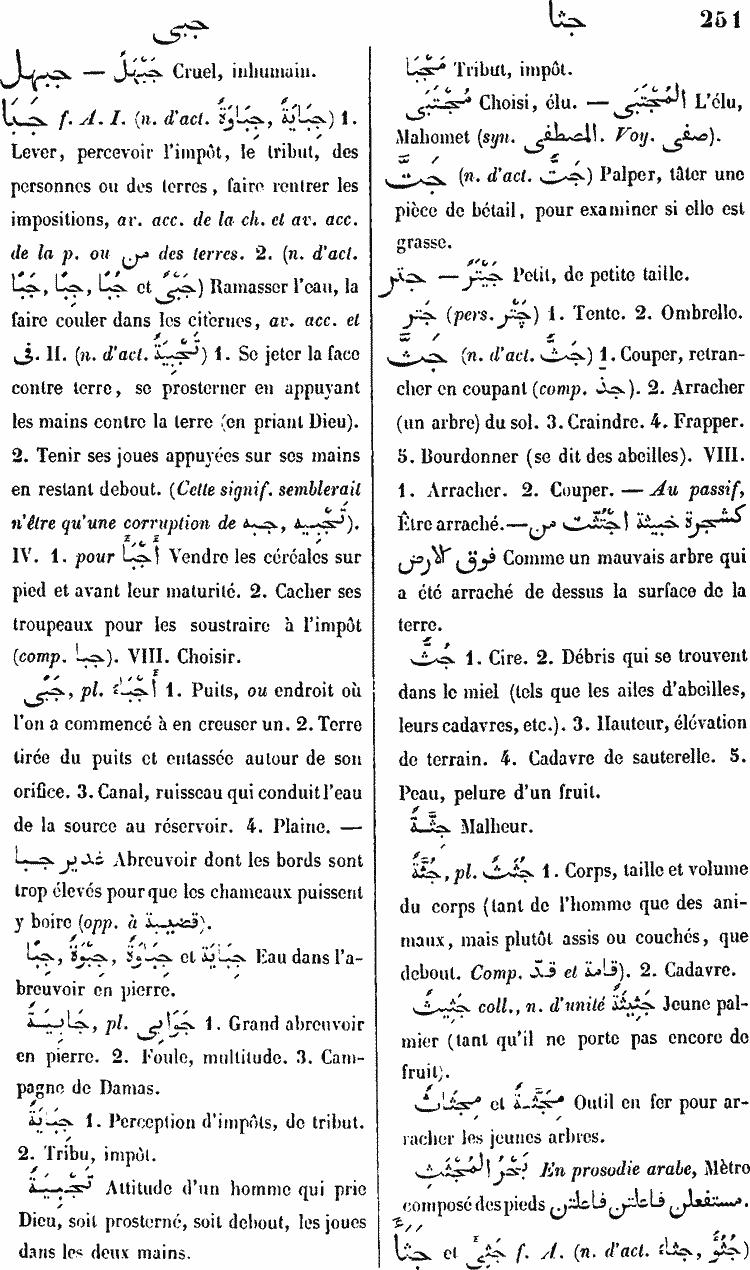 جبى
جثا
251
جبهل — جَبْهَلٌ Cruel, inhumain.
جَبَا f. A. I. (n. d'act. جِبَايَةٌ, جِبَاوَةٌ) 1.
Lever, percevoir l'impôt, le tribut, des
personnes ou des terres, faire rentrer les
impositions, av. acc. de la ch. et av. acc.
de la p. ou من des terres. 2. (n. d'act.
جَبًا, جِبًا, جُبًا et جَبْىٌ) Ramasser l'eau, la
faire couler dans les citernes, av. acc. et
فى. II. (n. d'act. تَجْبِيَةٌ) 1. Se jeter la face
contre terre, se prosterner en appuyant
les mains contre la terre (en priant Dieu).
2. Tenir ses joues appuyées sur ses mains
en restant debout. (Cette signif. semblerait
n'être qu'une corruption de جبه, تَجْبِيه).
IV. 1. pour أَجْبَأَ Vendre les céréales sur
pied et avant leur maturité. 2. Cacher ses
troupeaux pour les soustraire à l'impôt
(comp. جبا). VIII. Choisir.
جَبًى, pl. أَجْبَاءٌ 1. Puits, ou endroit où
l'on a commencé à en creuser un. 2. Terre
tirée du puits et entassée autour de son
orifice. 3. Canal, ruisseau qui conduit l'eau
de la source au réservoir. 4. Plaine. —
غدير جبا Abreuvoir dont les bords sont
trop élevés pour que les chameaux puissent
y boire (opp. à قضيبة).
جِبًا, جَبْوَةٌ, جِبَاوَةٌ et جِبَايَة Eau dans l'a-
breuvoir en pierre.
جَابِيَةٌ, pl. جَوَابِى 1. Grand abreuvoir
en pierre. 2. Foule, multitude. 3. Cam-
pagne de Damas.
جِبَايَةٌ 1. Perception d'impôts, de tribut.
2. Tribu, impôt.
تَجْبِيَةٌ Attitude d'un homme qui prie
Dieu, soit prosterné, soit debout, les joues
dans les deux mains.
مَجْبًا Tribut, impôt.
مُجْتَبًى Choisi, élu. — المُجْتَبَى L'élu,
Mahomet (syn. المصطفى. Voy. صفى).
جَتَّ (n. d'act. جَتٌّ) Palper, tâter une
pièce de bétail, pour examiner si elle est
grasse.
جتر — جَيْتَرٌ Petit, de petite taille.
جَتر (pers. چَتْر) 1. Tente. 2. Ombrelle.
جَثَّ (n. d'act. جَثٌّ) 1. Couper, retran-
cher en coupant (comp. جذ). 2. Arracher
(un arbre) du sol. 3. Craindre. 4. Frapper.
5. Bourdonner (se dit des abeilles). VIII.
1. Arracher. 2. Couper. — Au passif,
Être arraché. — كشجرة خبيثة اجْتُثَّت من
فوق الارض Comme un mauvais arbre qui
a été arraché de dessus la surface de la
terre.
جُثٌّ 1. Cire. 2. Débris qui se trouvent
dans le miel (tels que les ailes d'abeilles,
leurs cadavres, etc.). 3. Hauteur, élévation
de terrain. 4. Cadavre de sauterelle. 5.
Peau, pelure d'un fruit.
جَثَّةٌ Malheur.
جُثَّةٌ, pl. جُثَثٌ 1. Corps, taille et volume
du corps (tant de l'homme que des ani-
maux, mais plutôt assis ou couchés, que
debout. Comp. قدّ et قامة). 2. Cadavre.
جَثِيثٌ coll., n. d'unité جَثِيثَةٌ Jeune pal-
mier (tant qu'il ne porte pas encore de
fruit).
مِجْثَاثٌ et مِجَثَّةٌ Outil en fer pour ar-
racher les jeunes arbres.
بَحْرُ المُجْتَثِّ En prosodie arabe, Mètre
composé des pieds مستفعلن فاعلاتن فاعلاتن.
جَثَا et جَثَى f. A. (n. d'act. جثاء, جُثُوٌّ)